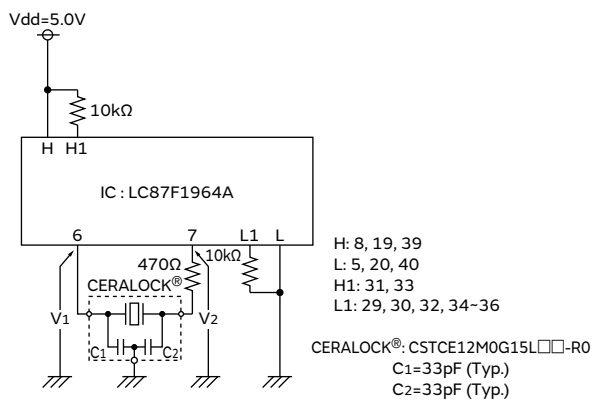 Vdd=5.0V
10kΩ
H H1
IC : LC87F1964A
6 7 L1 L
470Ω 10kΩ
CERALOCK®
V1 V2
C1 C2
H: 8, 19, 39
L: 5, 20, 40
H1: 31, 33
L1: 29, 30, 32, 34~36
CERALOCK®: CSTCE12M0G15L□□-R0
C1=33pF (Typ.)
C2=33pF (Typ.)